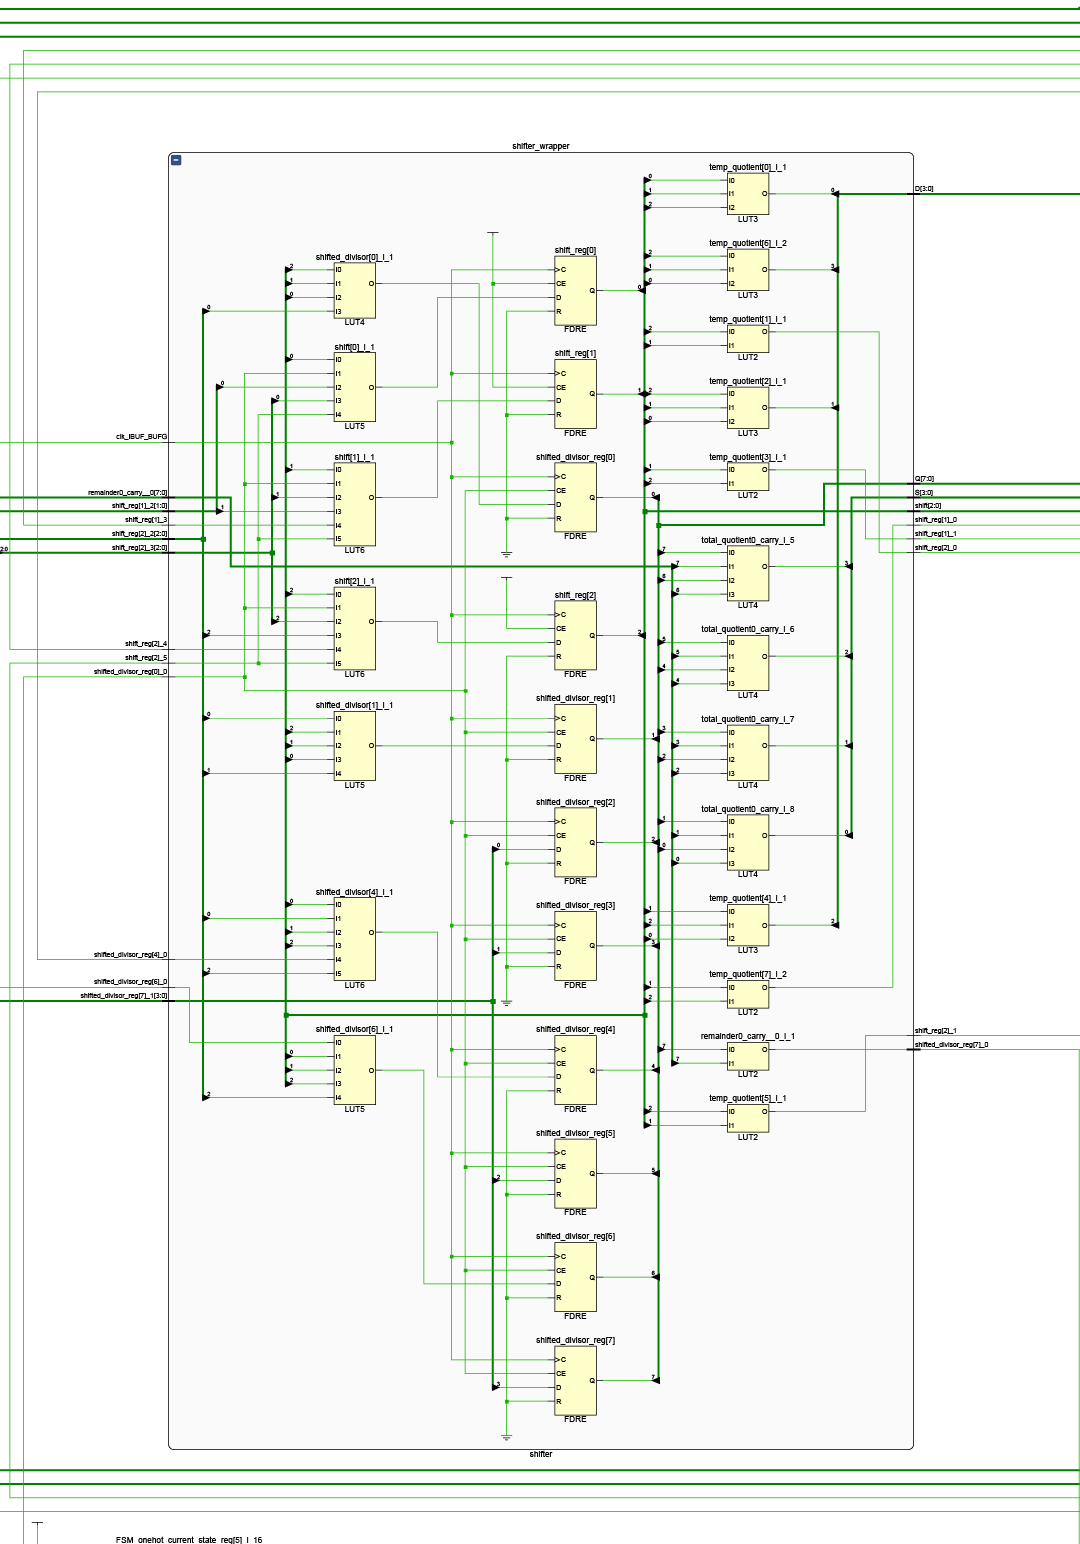 shifter_wrapper
temp_quotient[0]_i_1
I0
I1
I2
O
LUT3
D[3:0]
temp_quotient[6]_i_2
I0
I1
I2
O
LUT3
shifted_divisor[0]_i_1
I0
I1
I2
I3
O
LUT4
shift_reg[0]
C
CE
D
R
Q
FDRE
temp_quotient[1]_i_1
I0
I1
O
LUT2
shift[0]_i_1
I0
I1
I2
I3
I4
O
LUT5
shift_reg[1]
C
CE
D
R
Q
FDRE
temp_quotient[2]_i_1
I0
I1
I2
O
LUT3
clk_IBUF_BUFG
shift[1]_i_1
I0
I1
I2
I3
I4
I5
O
LUT6
shifted_divisor_reg[0]
C
CE
D
R
Q
FDRE
temp_quotient[3]_i_1
I0
I1
O
LUT2
remainder0_carry__0[7:0]
shift_reg[1]_2[1:0]
shift_reg[1]_3
shift_reg[2]_2[2:0]
shift_reg[2]_3[2:0]
2:0]
Q[7:0]
S[3:0]
shift[2:0]
shift_reg[1]_0
shift_reg[1]_1
shift_reg[2]_0
total_quotient0_carry_i_5
I0
I1
I2
I3
O
LUT4
shift[2]_i_1
I0
I1
I2
I3
I4
I5
O
LUT6
shift_reg[2]
C
CE
D
R
Q
FDRE
total_quotient0_carry_i_6
I0
I1
I2
I3
O
LUT4
shift_reg[2]_4
shift_reg[2]_5
shifted_divisor_reg[0]_0
shifted_divisor[1]_i_1
I0
I1
I2
I3
I4
O
LUT5
shifted_divisor_reg[1]
C
CE
D
R
Q
FDRE
total_quotient0_carry_i_7
I0
I1
I2
I3
O
LUT4
shifted_divisor_reg[2]
C
CE
D
R
Q
FDRE
total_quotient0_carry_i_8
I0
I1
I2
I3
O
LUT4
shifted_divisor[4]_i_1
I0
I1
I2
I3
I4
I5
O
LUT6
shifted_divisor_reg[3]
C
CE
D
R
Q
FDRE
temp_quotient[4]_i_1
I0
I1
I2
O
LUT3
shifted_divisor_reg[4]_0
shifted_divisor_reg[6]_0
shifted_divisor_reg[7]_1[3:0]
temp_quotient[7]_i_2
I0
I1
O
LUT2
shifted_divisor[6]_i_1
I0
I1
I2
I3
I4
O
LUT5
shifted_divisor_reg[4]
C
CE
D
R
Q
FDRE
remainder0_carry__0_i_1
I0
I1
O
LUT2
shift_reg[2]_1
shifted_divisor_reg[7]_0
temp_quotient[5]_i_1
I0
I1
O
LUT2
shifted_divisor_reg[5]
C
CE
D
R
Q
FDRE
shifted_divisor_reg[6]
C
CE
D
R
Q
FDRE
shifted_divisor_reg[7]
C
CE
D
R
Q
FDRE
shifter
FSM_onehot_current_state_reg[5]_i_16